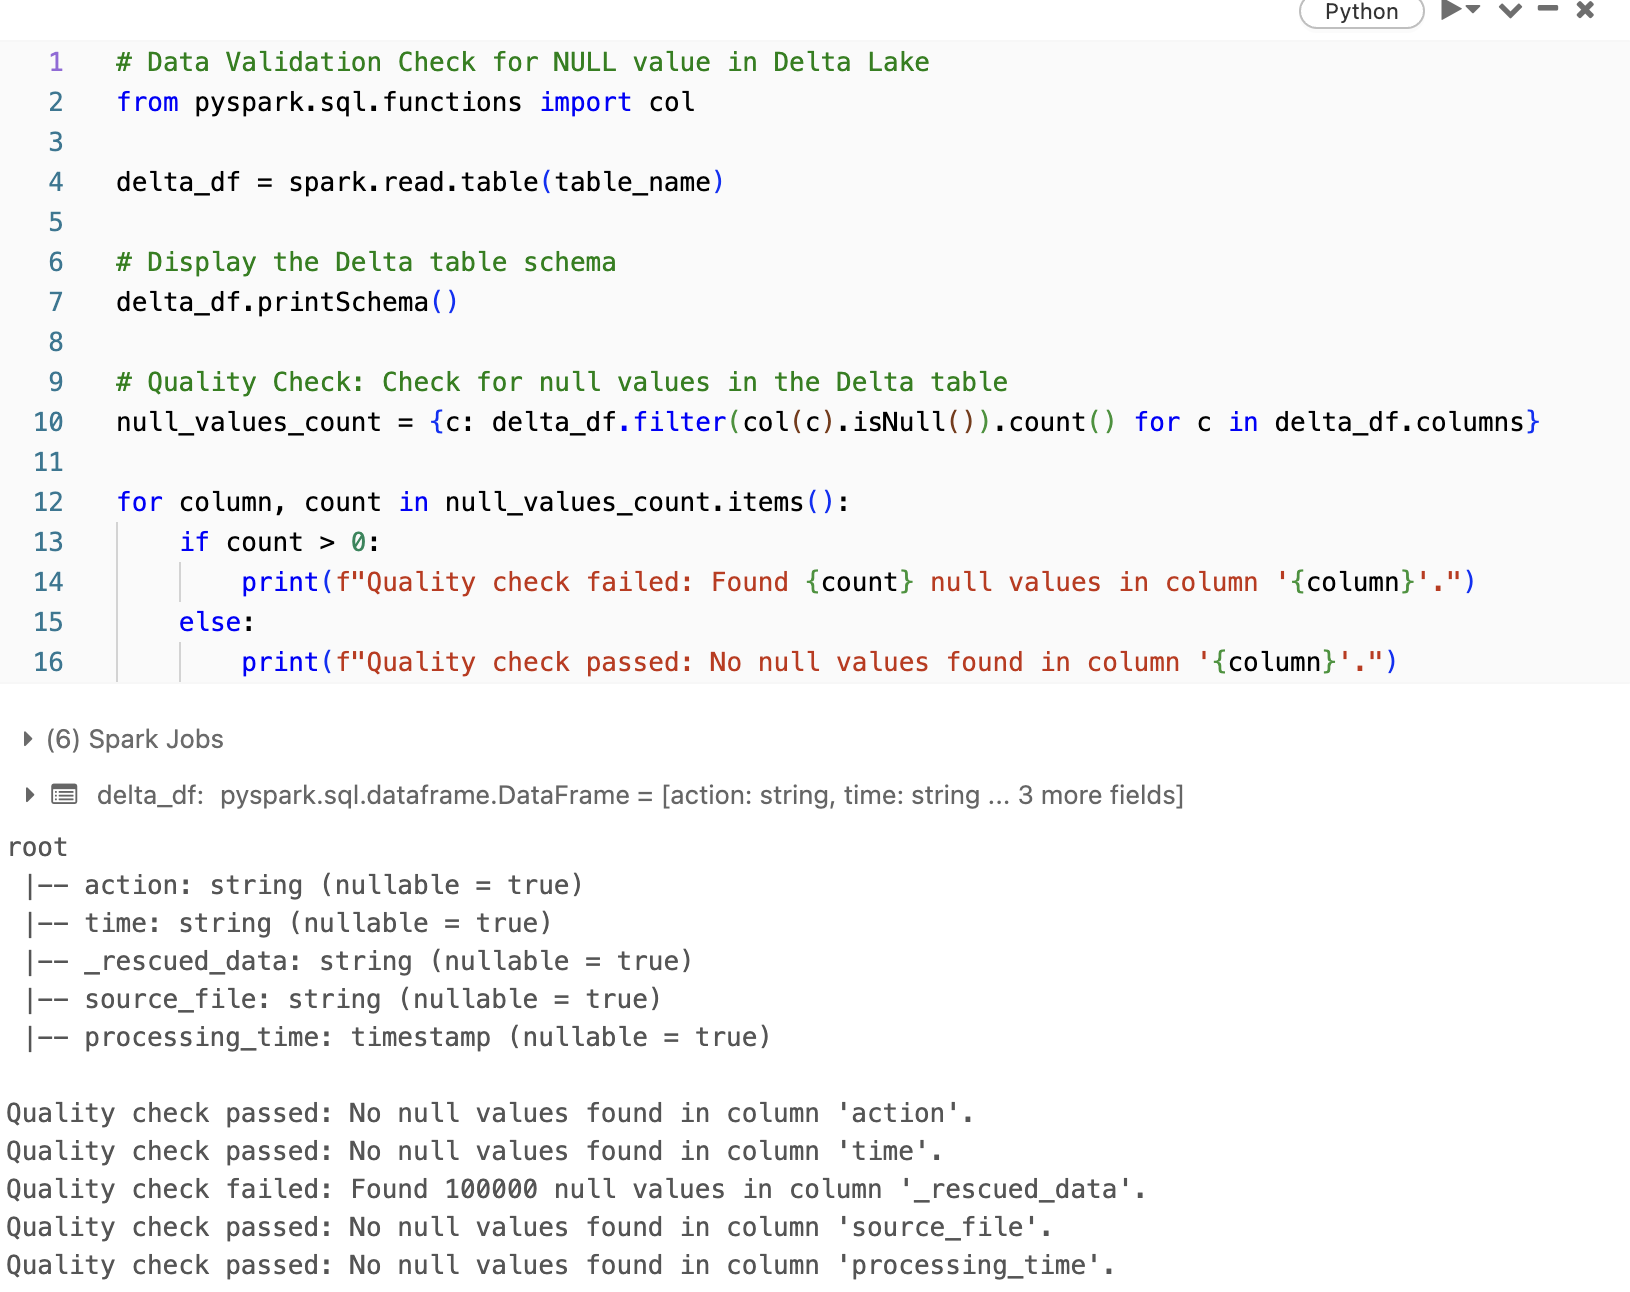 Python
1 # Data Validation Check for NULL value in Delta Lake
2 from pyspark.sql.functions import col
3
4 delta_df = spark.read.table(table_name)
5
6 # Display the Delta table schema
7 delta_df.printSchema()
8
9 # Quality Check: Check for null values in the Delta table
10 null_values_count = {c: delta_df.filter(col(c).isNull()).count() for c in delta_df.columns}
11
12 for column, count in null_values_count.items():
13     if count > 0:
14         print(f"Quality check failed: Found {count} null values in column '{column}'.")
15     else:
16         print(f"Quality check passed: No null values found in column '{column}'.")
(6) Spark Jobs
delta_df: pyspark.sql.dataframe.DataFrame = [action: string, time: string ... 3 more fields]
root
 |-- action: string (nullable = true)
 |-- time: string (nullable = true)
 |-- _rescued_data: string (nullable = true)
 |-- source_file: string (nullable = true)
 |-- processing_time: timestamp (nullable = true)
Quality check passed: No null values found in column 'action'.
Quality check passed: No null values found in column 'time'.
Quality check failed: Found 100000 null values in column '_rescued_data'.
Quality check passed: No null values found in column 'source_file'.
Quality check passed: No null values found in column 'processing_time'.